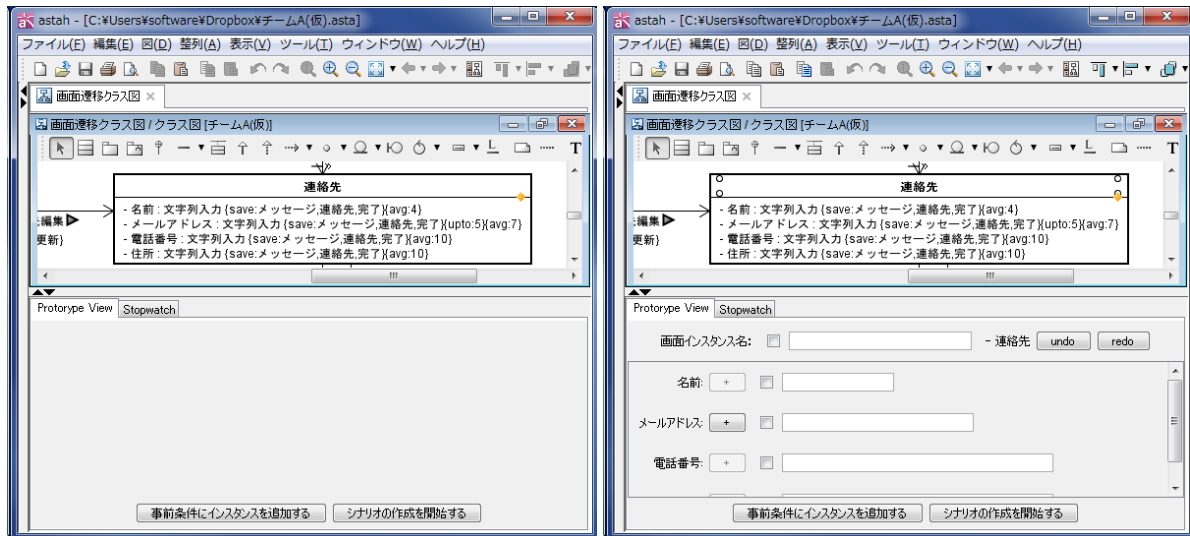 astah - [C:¥Users¥software¥Dropbox¥チームA(仮).asta]
ファイル(F) 編集(E) 図(D) 整列(A) 表示(V) ツール(T) ウィンドウ(W) ヘルプ(H)
画面遷移クラス図
画面遷移クラス図 / クラス図 [チームA(仮)]
T
連絡先
:編集
更新}
- 名前 : 文字列入力 {save:メッセージ,連絡先,完了}{avg:4}
- メールアドレス : 文字列入力 {save:メッセージ,連絡先,完了}{upto:5}{avg:7}
- 電話番号 : 文字列入力 {save:メッセージ,連絡先,完了}{avg:10}
- 住所 : 文字列入力 {save:メッセージ,連絡先,完了}{avg:10}
Protorype View Stopwatch
事前条件にインスタンスを追加する シナリオの作成を開始する
astah - [C:¥Users¥software¥Dropbox¥チームA(仮).asta]
ファイル(F) 編集(E) 図(D) 整列(A) 表示(V) ツール(T) ウィンドウ(W) ヘルプ(H)
画面遷移クラス図
画面遷移クラス図 / クラス図 [チームA(仮)]
T
連絡先
:編集
更新}
- 名前 : 文字列入力 {save:メッセージ,連絡先,完了}{avg:4}
- メールアドレス : 文字列入力 {save:メッセージ,連絡先,完了}{upto:5}{avg:7}
- 電話番号 : 文字列入力 {save:メッセージ,連絡先,完了}{avg:10}
- 住所 : 文字列入力 {save:メッセージ,連絡先,完了}{avg:10}
Protorype View Stopwatch
画面インスタンス名: - 連絡先 undo redo
名前: +
メールアドレス: +
電話番号: +
事前条件にインスタンスを追加する シナリオの作成を開始する